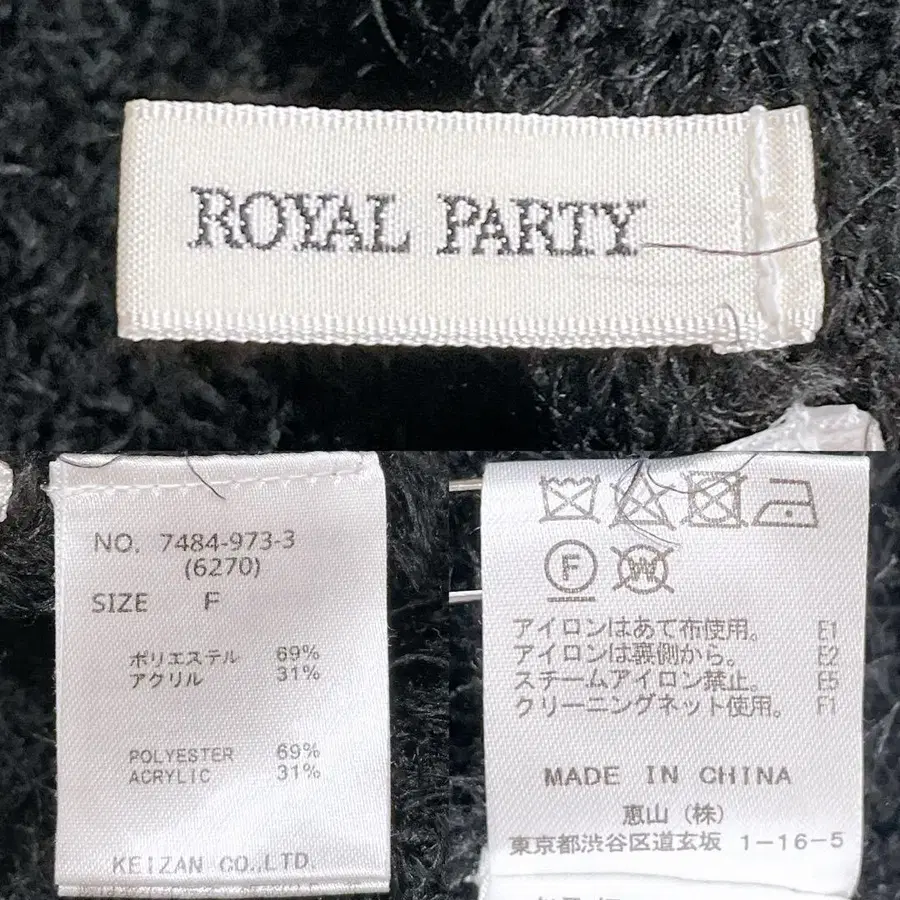 ROYAL PARTY
NO. 7484-973-3
(6270)
SIZE F
ポリエステル 69%
アクリル 31%
POLYESTER 69%
ACRYLIC 31%
KEIZAN CO.,LTD.
F W
アイロンはあて布使用。 E1
アイロンは裏側から。 E2
スチームアイロン禁止。 E5
クリーニングネット使用。 F1
MADE IN CHINA
恵山（株）
東京都渋谷区道玄坂 1-16-5